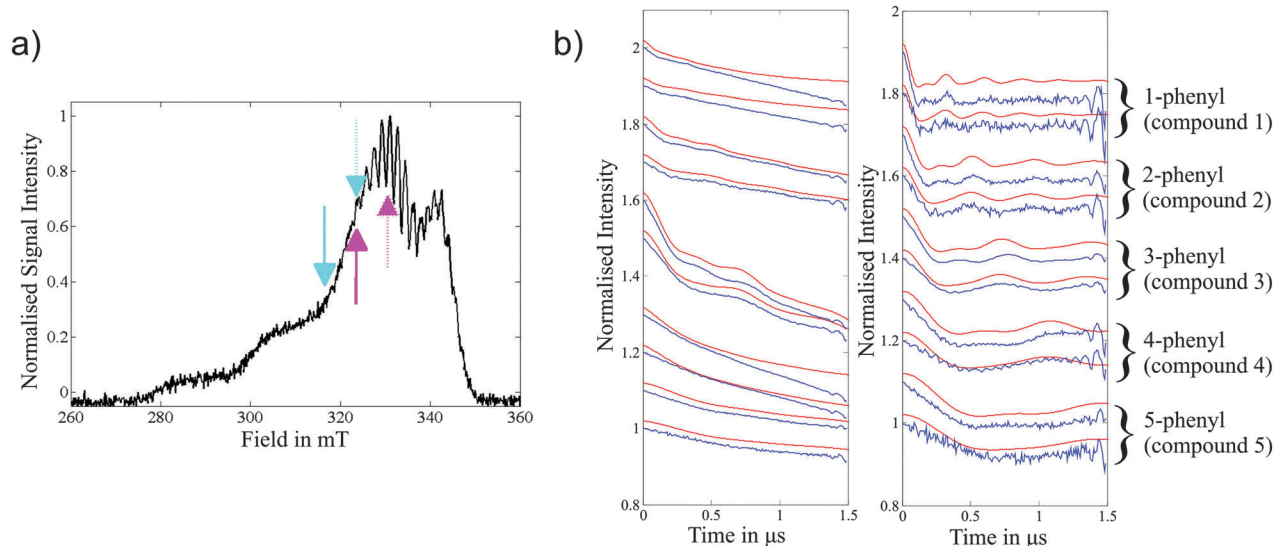 a)
Normalised Signal Intensity
1
0.8
0.6
0.4
0.2
0
260
280
300
320
340
360
Field in mT
b)
Normalised Intensity
2
1.8
1.6
1.4
1.2
1
0.8
0
0.5
1
1.5
Time in µs
Normalised Intensity
2
1.8
1.6
1.4
1.2
1
0.8
0
0.5
1
1.5
Time in µs
1-phenyl
(compound 1)
2-phenyl
(compound 2)
3-phenyl
(compound 3)
4-phenyl
(compound 4)
5-phenyl
(compound 5)